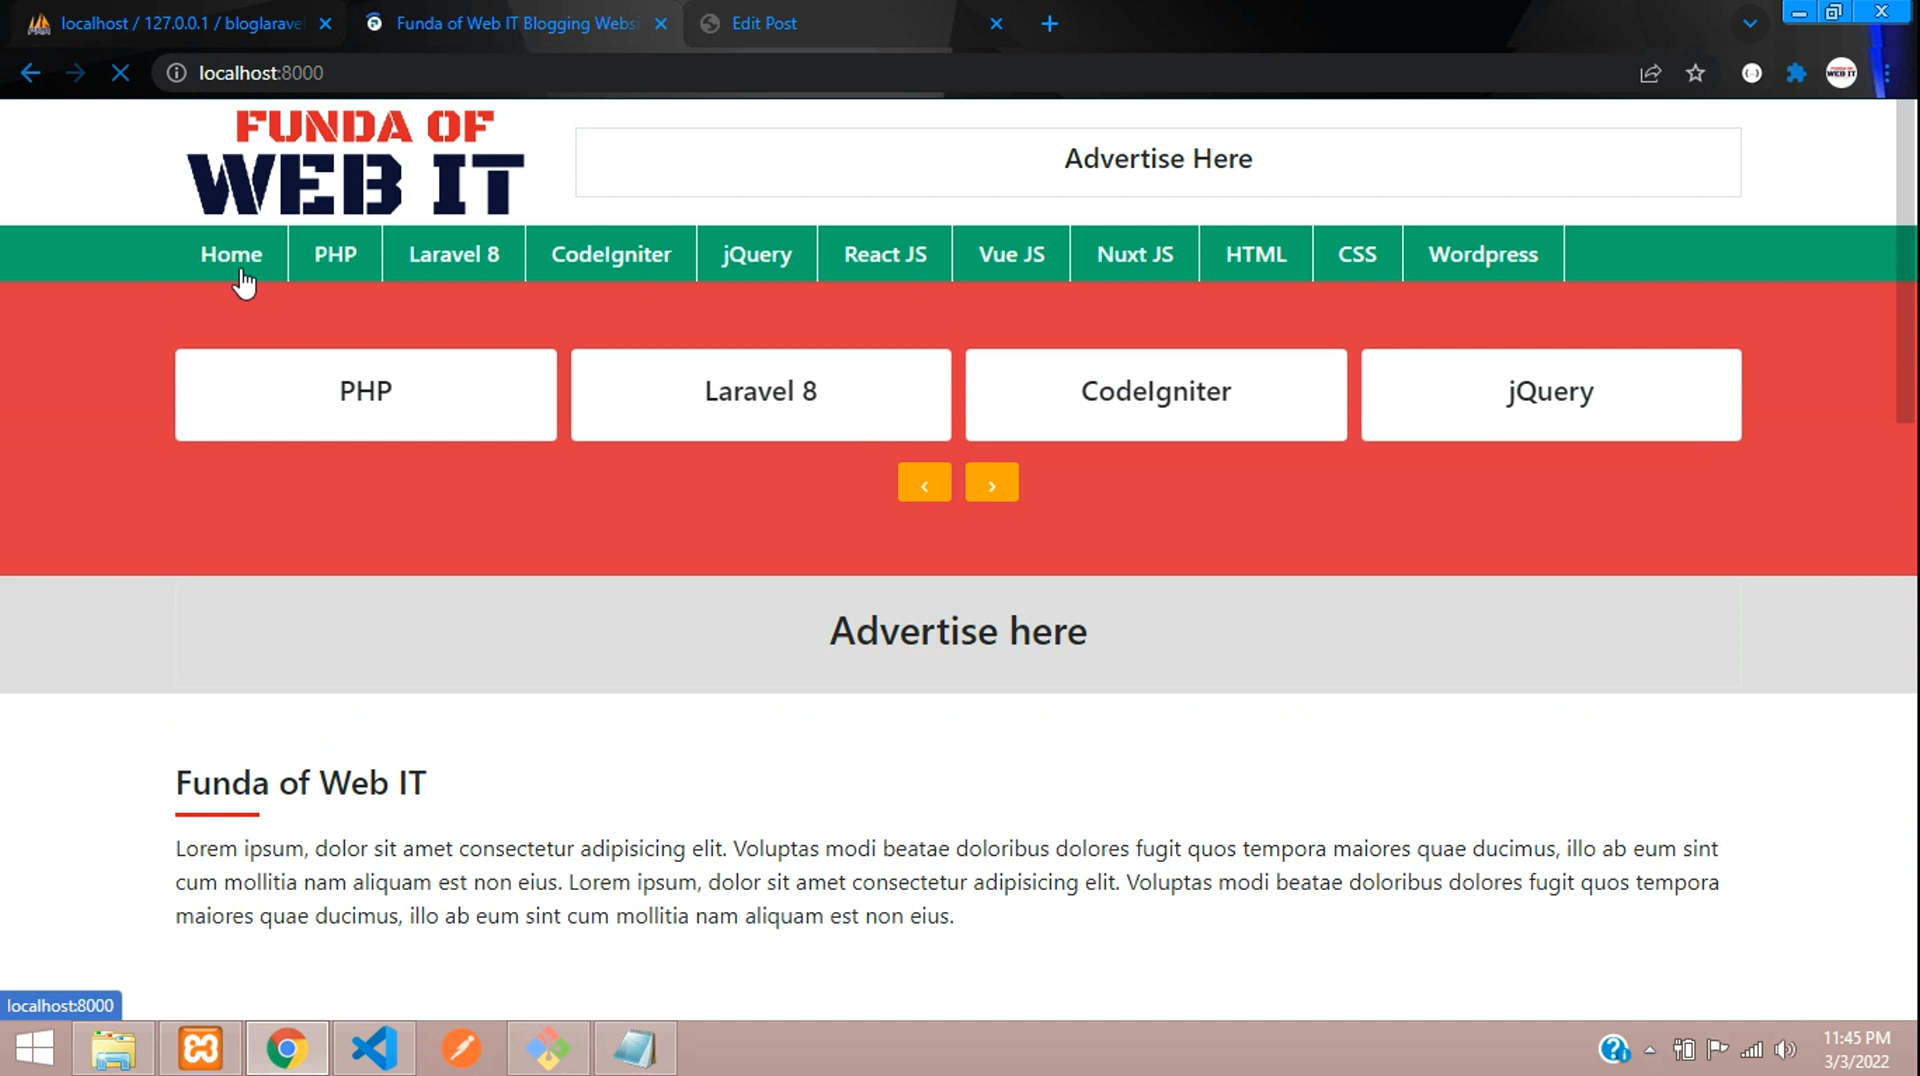 localhost / 127.0.0.1 / bloglaravel
Funda of Web IT Blogging Websi
Edit Post
localhost:8000
FUNDA OF
WEB IT
Advertise Here
Home PHP Laravel 8 CodeIgniter jQuery React JS Vue JS Nuxt JS HTML CSS Wordpress
PHP Laravel 8 CodeIgniter jQuery
‹ ›
Advertise here
Funda of Web IT
Lorem ipsum, dolor sit amet consectetur adipisicing elit. Voluptas modi beatae doloribus dolores fugit quos tempora maiores quae ducimus, illo ab eum sint
cum mollitia nam aliquam est non eius. Lorem ipsum, dolor sit amet consectetur adipisicing elit. Voluptas modi beatae doloribus dolores fugit quos tempora
maiores quae ducimus, illo ab eum sint cum mollitia nam aliquam est non eius.
localhost:8000
11:45 PM
3/3/2022